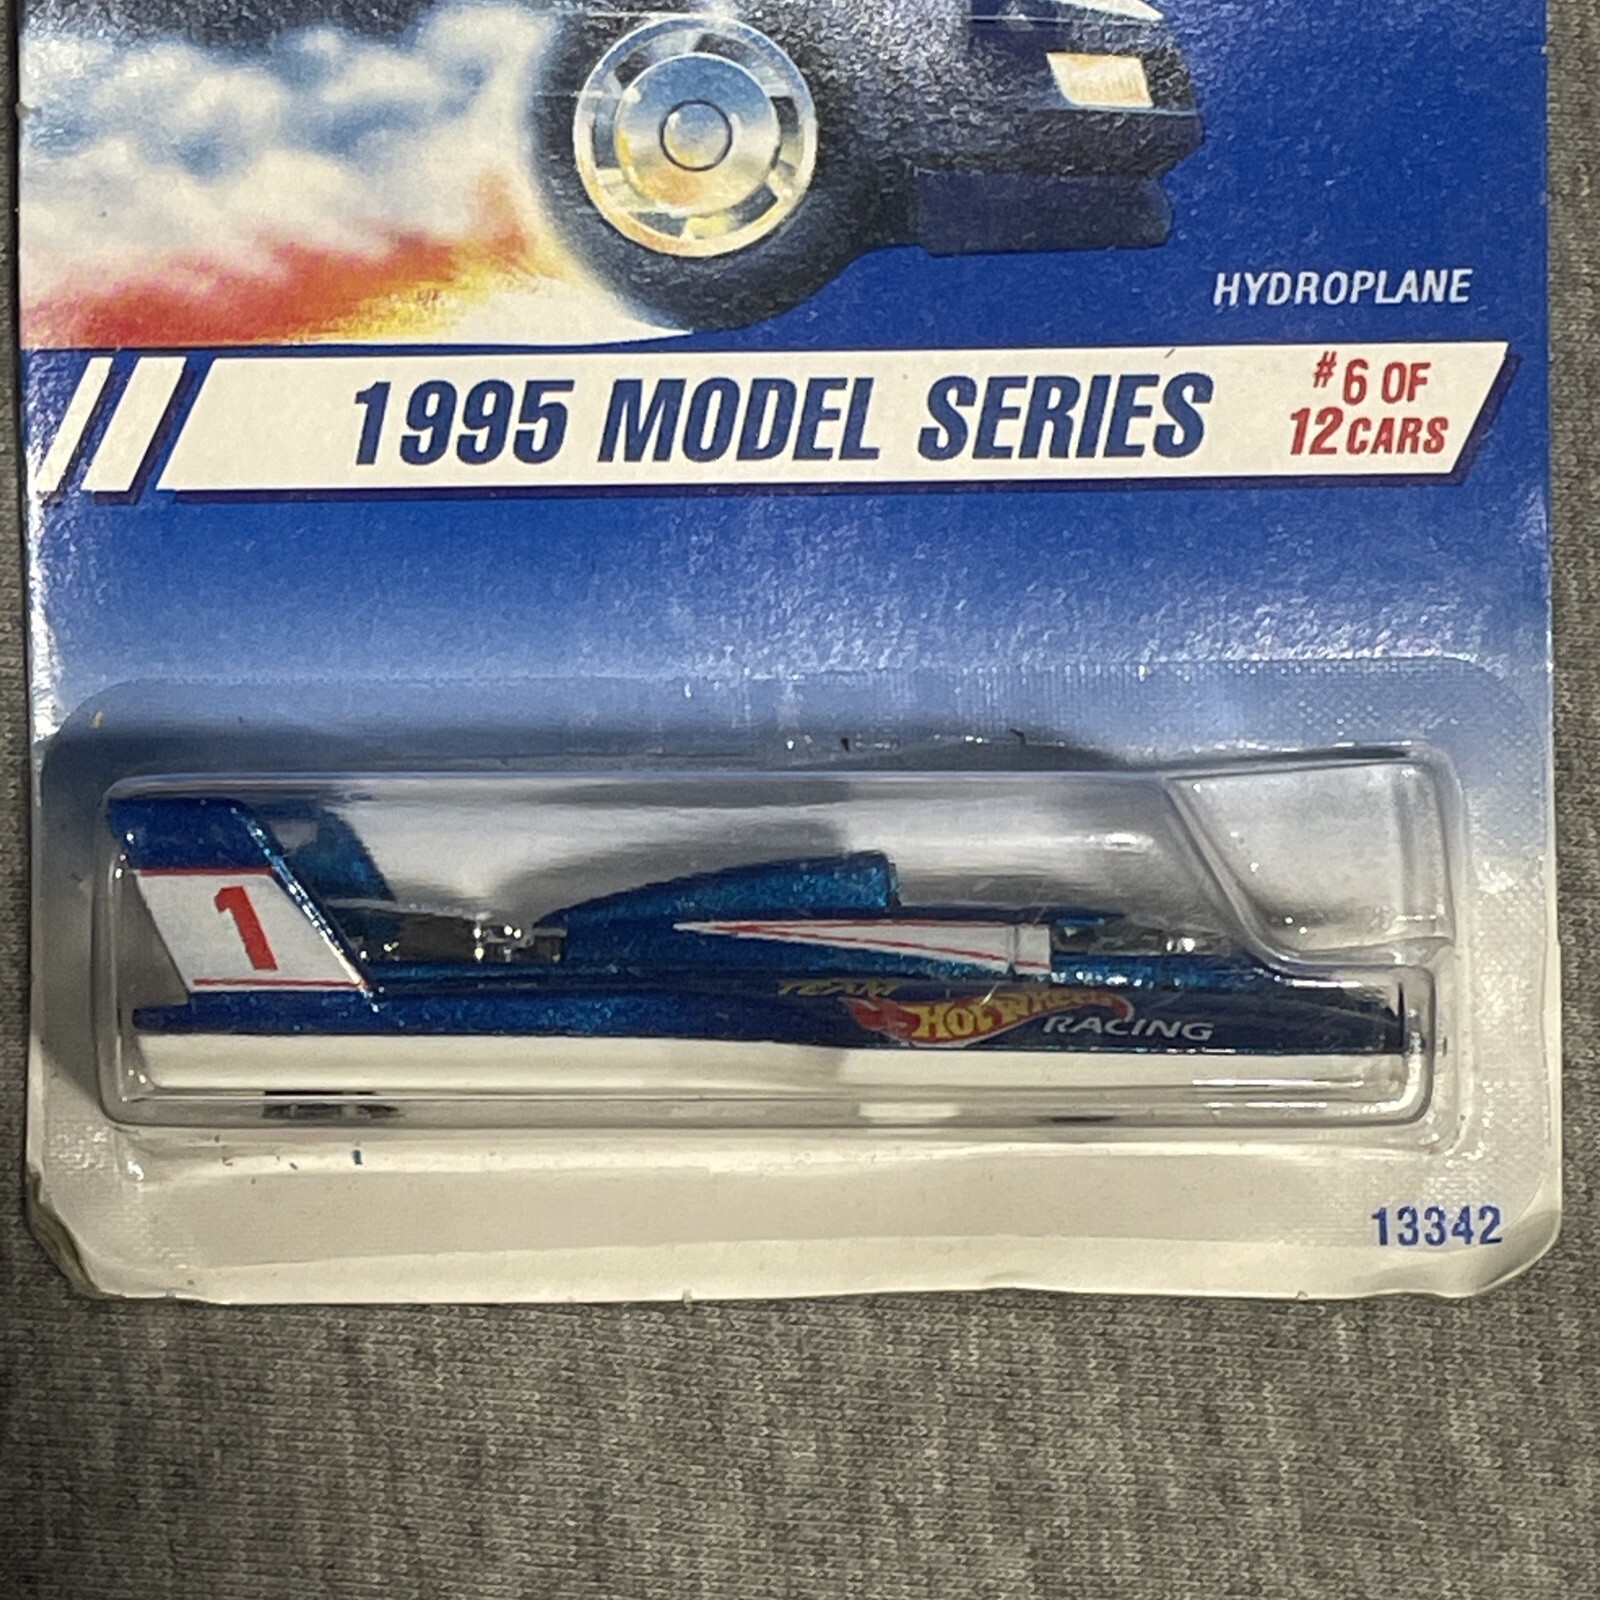 HYDROPLANE
1995 MODEL SERIES
#6 OF
12 CARS
1
TEAM
HOT WHEELS
RACING
13342